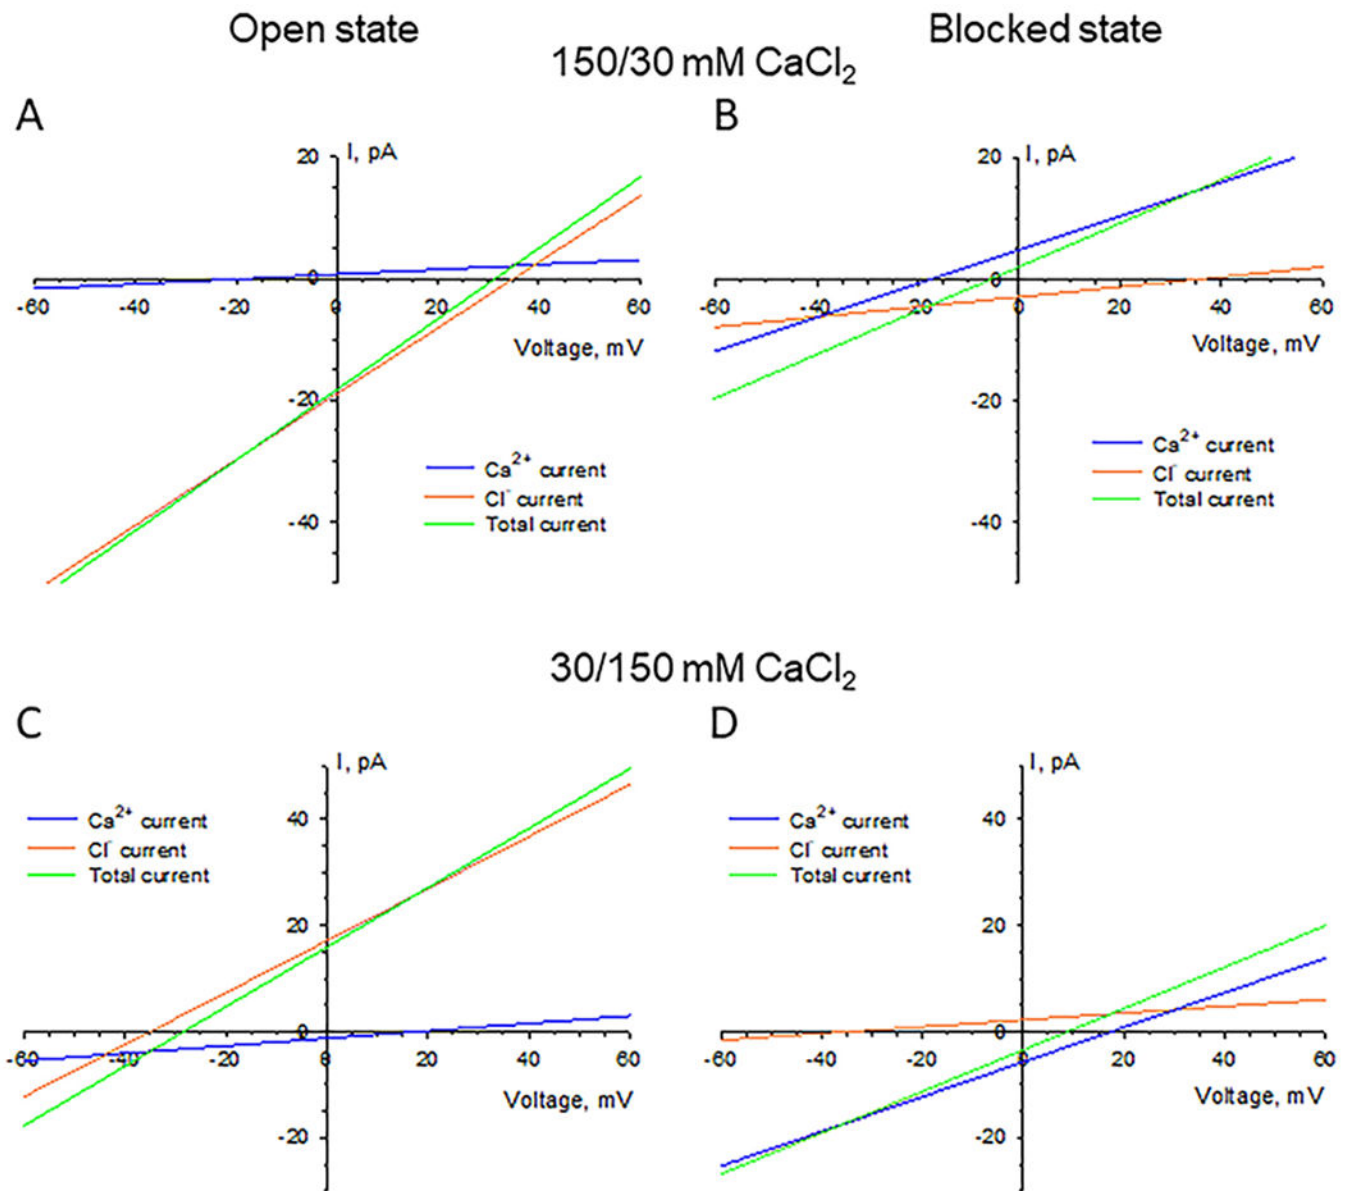 Open state
Blocked state
150/30 mM CaCl₂
A
B
20
I, pA
0
-60
-40
-20
0
20
40
60
Voltage, mV
-20
-40
Ca²⁺ current
Cl⁻ current
Total current
20
I, pA
0
-60
-40
-20
0
20
40
60
Voltage, mV
-20
-40
Ca²⁺ current
Cl⁻ current
Total current
30/150 mM CaCl₂
C
D
I, pA
Ca²⁺ current
Cl⁻ current
Total current
40
20
0
-60
-40
-20
0
20
40
60
Voltage, mV
-20
I, pA
Ca²⁺ current
Cl⁻ current
Total current
40
20
0
-60
-40
-20
0
20
40
60
Voltage, mV
-20